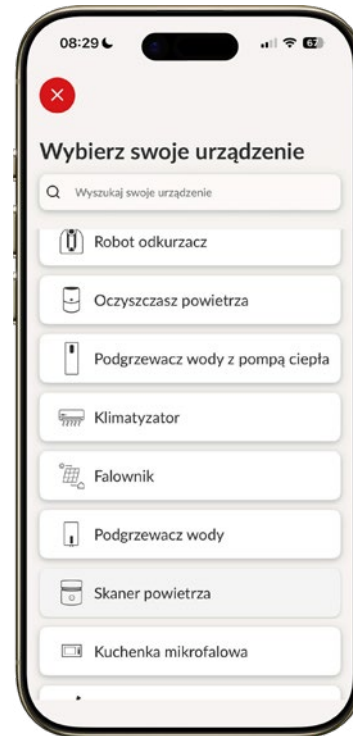 08:29
67
Wybierz swoje urządzenie
Wyszukaj swoje urządzenie
Robot odkurzacz
Oczyszczasz powietrza
Podgrzewacz wody z pompą ciepła
Klimatyzator
Falownik
Podgrzewacz wody
Skaner powietrza
Kuchenka mikrofalowa